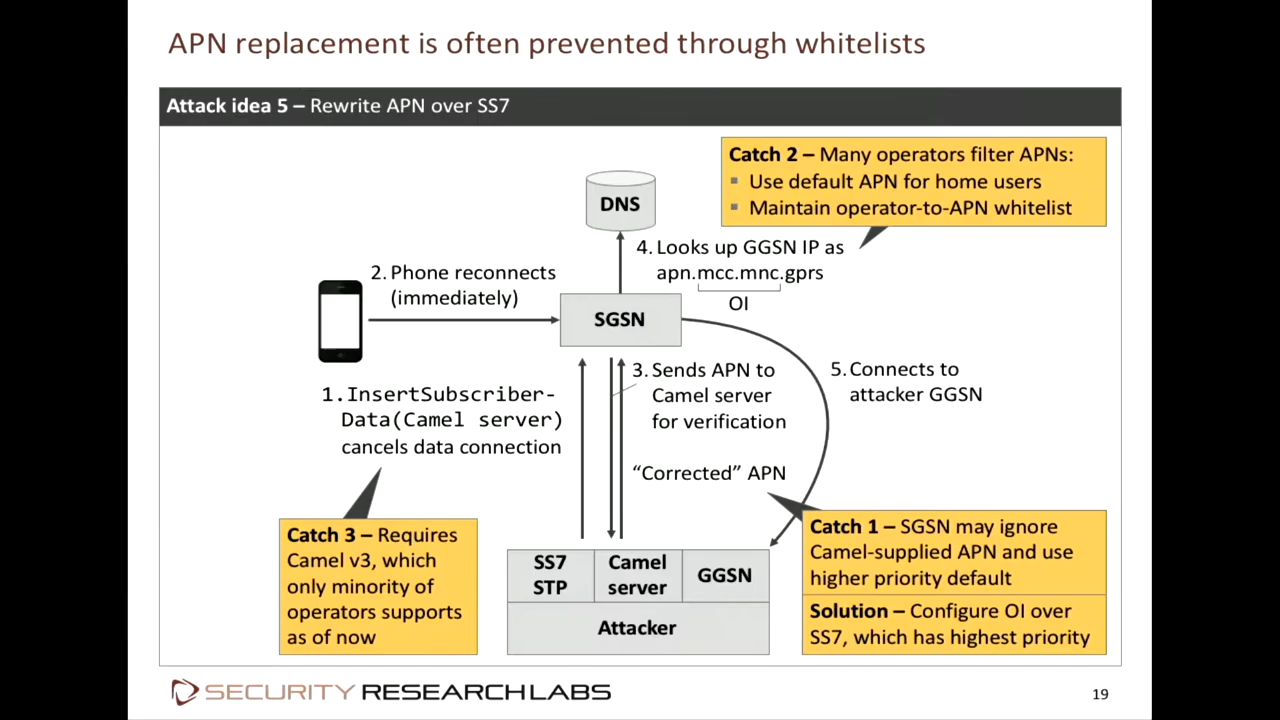 APN replacement is often prevented through whitelists
Attack idea 5 – Rewrite APN over SS7
Catch 2 – Many operators filter APNs:
▪ Use default APN for home users
▪ Maintain operator-to-APN whitelist
DNS
4. Looks up GGSN IP as
apn.mcc.mnc.gprs
OI
2. Phone reconnects
(immediately)
SGSN
1. InsertSubscriber-
Data(Camel server)
cancels data connection
3. Sends APN to
Camel server
for verification
“Corrected” APN
5. Connects to
attacker GGSN
Catch 3 – Requires
Camel v3, which
only minority of
operators supports
as of now
SS7
STP
Camel
server
GGSN
Attacker
Catch 1 – SGSN may ignore
Camel-supplied APN and use
higher priority default
Solution – Configure OI over
SS7, which has highest priority
SECURITY RESEARCH LABS
19